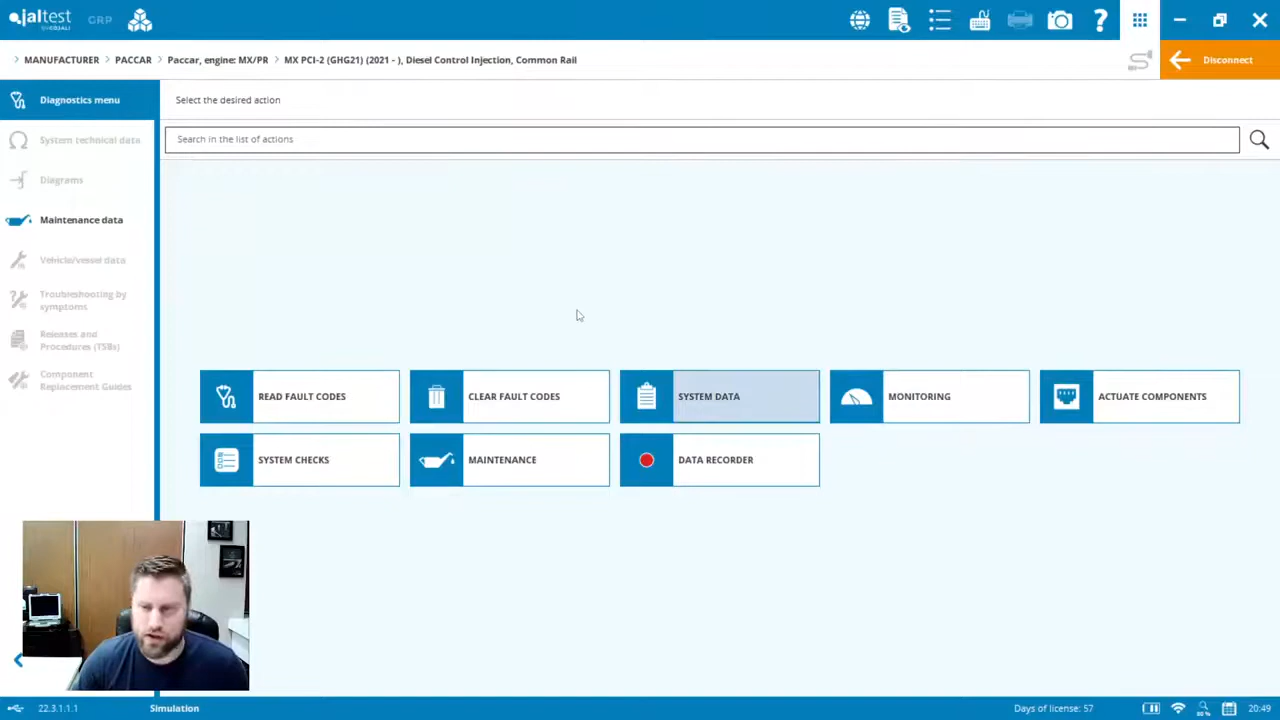 jaltest
BY COJALI
GRP
MANUFACTURER
PACCAR
Paccar, engine: MX/PR
MX PCI-2 (GHG21) (2021 - ), Diesel Control Injection, Common Rail
Disconnect
Diagnostics menu
Select the desired action
System technical data
Search in the list of actions
Diagrams
Maintenance data
Vehicle/vessel data
Troubleshooting by
symptoms
Releases and
Procedures (TSBs)
Component
Replacement Guides
READ FAULT CODES
CLEAR FAULT CODES
SYSTEM DATA
MONITORING
ACTUATE COMPONENTS
SYSTEM CHECKS
MAINTENANCE
DATA RECORDER
22.3.1.1.1
Simulation
Days of license: 57
80 %
20:49